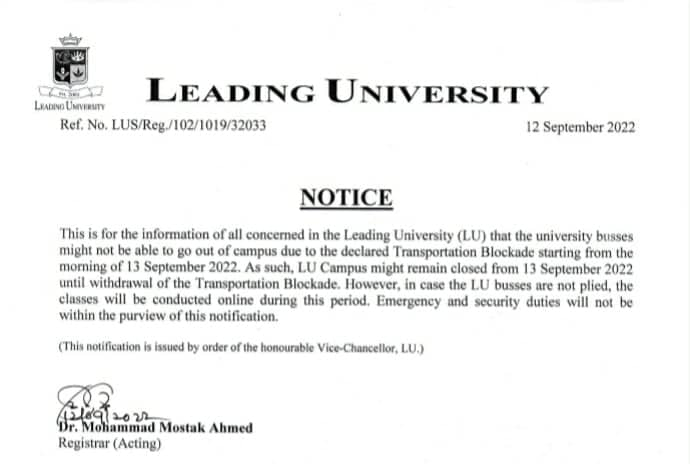 LEADING UNIVERSITY
LEADING UNIVERSITY
Ref. No. LUS/Reg./102/1019/32033
12 September 2022
NOTICE
This is for the information of all concerned in the Leading University (LU) that the university busses
might not be able to go out of campus due to the declared Transportation Blockade starting from the
morning of 13 September 2022. As such, LU Campus might remain closed from 13 September 2022
until withdrawal of the Transportation Blockade. However, in case the LU busses are not plied, the
classes will be conducted online during this period. Emergency and security duties will not be
within the purview of this notification.
(This notification is issued by order of the honourable Vice-Chancellor, LU.)
12/09/2022
Dr. Mohammad Mostak Ahmed
Registrar (Acting)